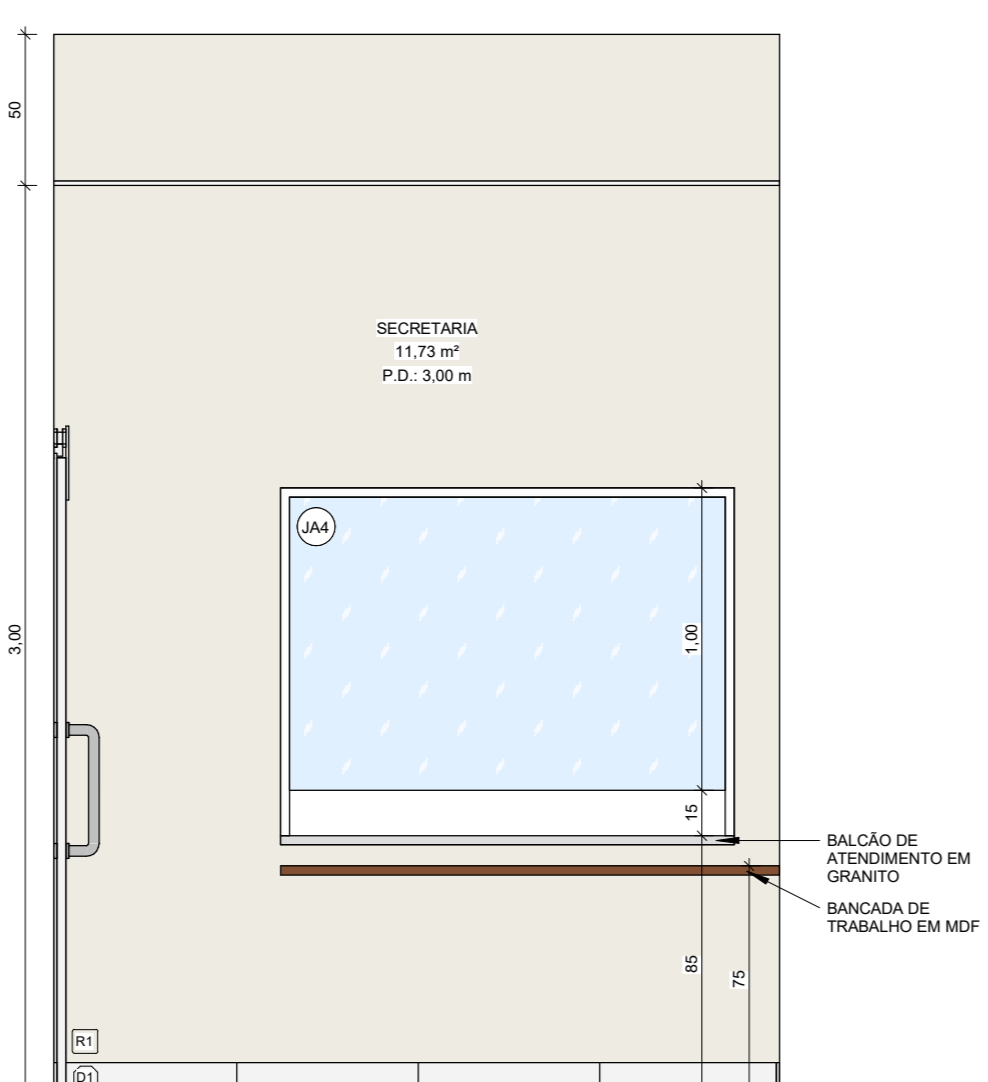 50
SECRETARIA
11,73 m²
P.D.: 3,00 m
JA4
3,00
1,00
15
BALCÃO DE
ATENDIMENTO EM
GRANITO
BANCADA DE
TRABALHO EM MDF
85
75
R1
D1